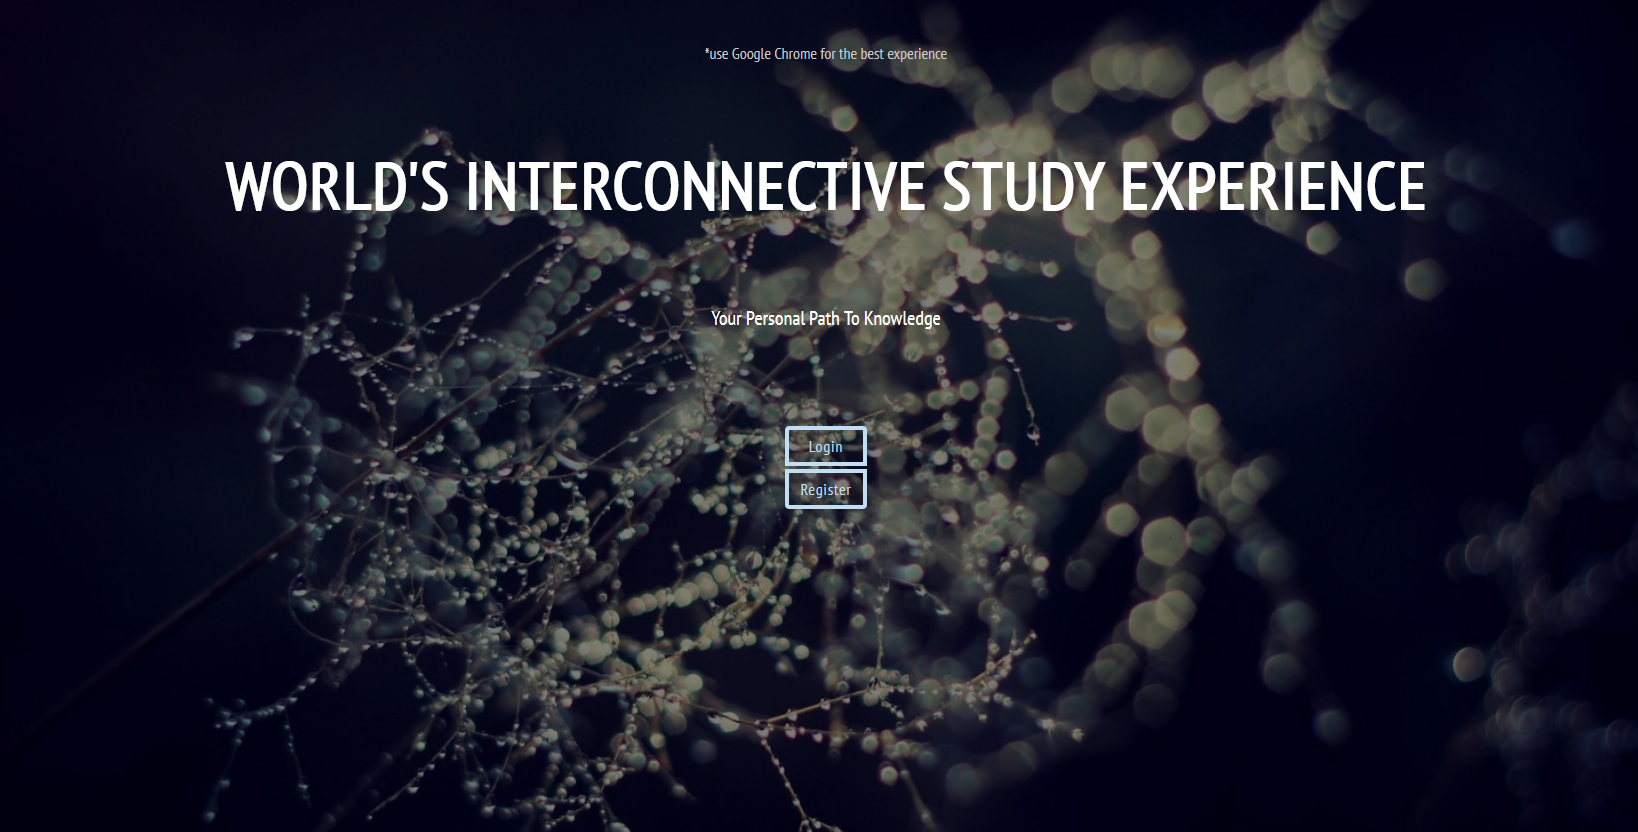 *use Google Chrome for the best experience
WORLD'S INTERCONNECTIVE STUDY EXPERIENCE
Your Personal Path To Knowledge
Login
Register